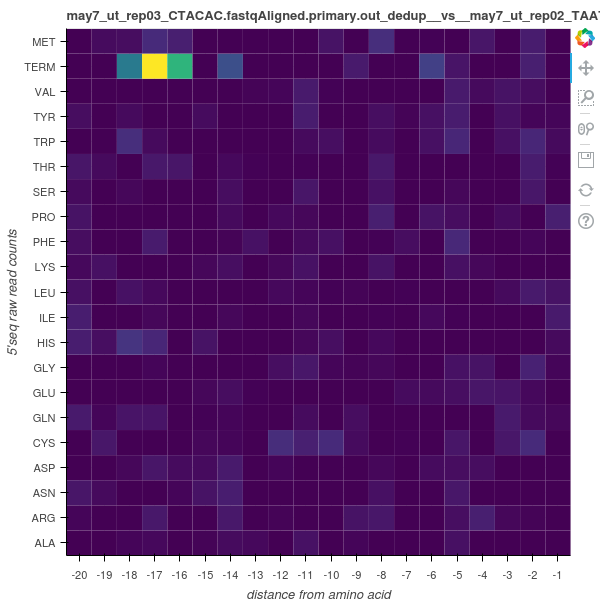 may7_ut_rep03_CTACAC.fastqAligned.primary.out_dedup__vs__may7_ut_rep02_TAAT
MET
TERM
VAL
TYR
TRP
THR
SER
PRO
PHE
LYS
LEU
ILE
HIS
GLY
GLU
GLN
CYS
ASP
ASN
ARG
ALA
5'seq raw read counts
-20 -19 -18 -17 -16 -15 -14 -13 -12 -11 -10 -9 -8 -7 -6 -5 -4 -3 -2 -1
distance from amino acid